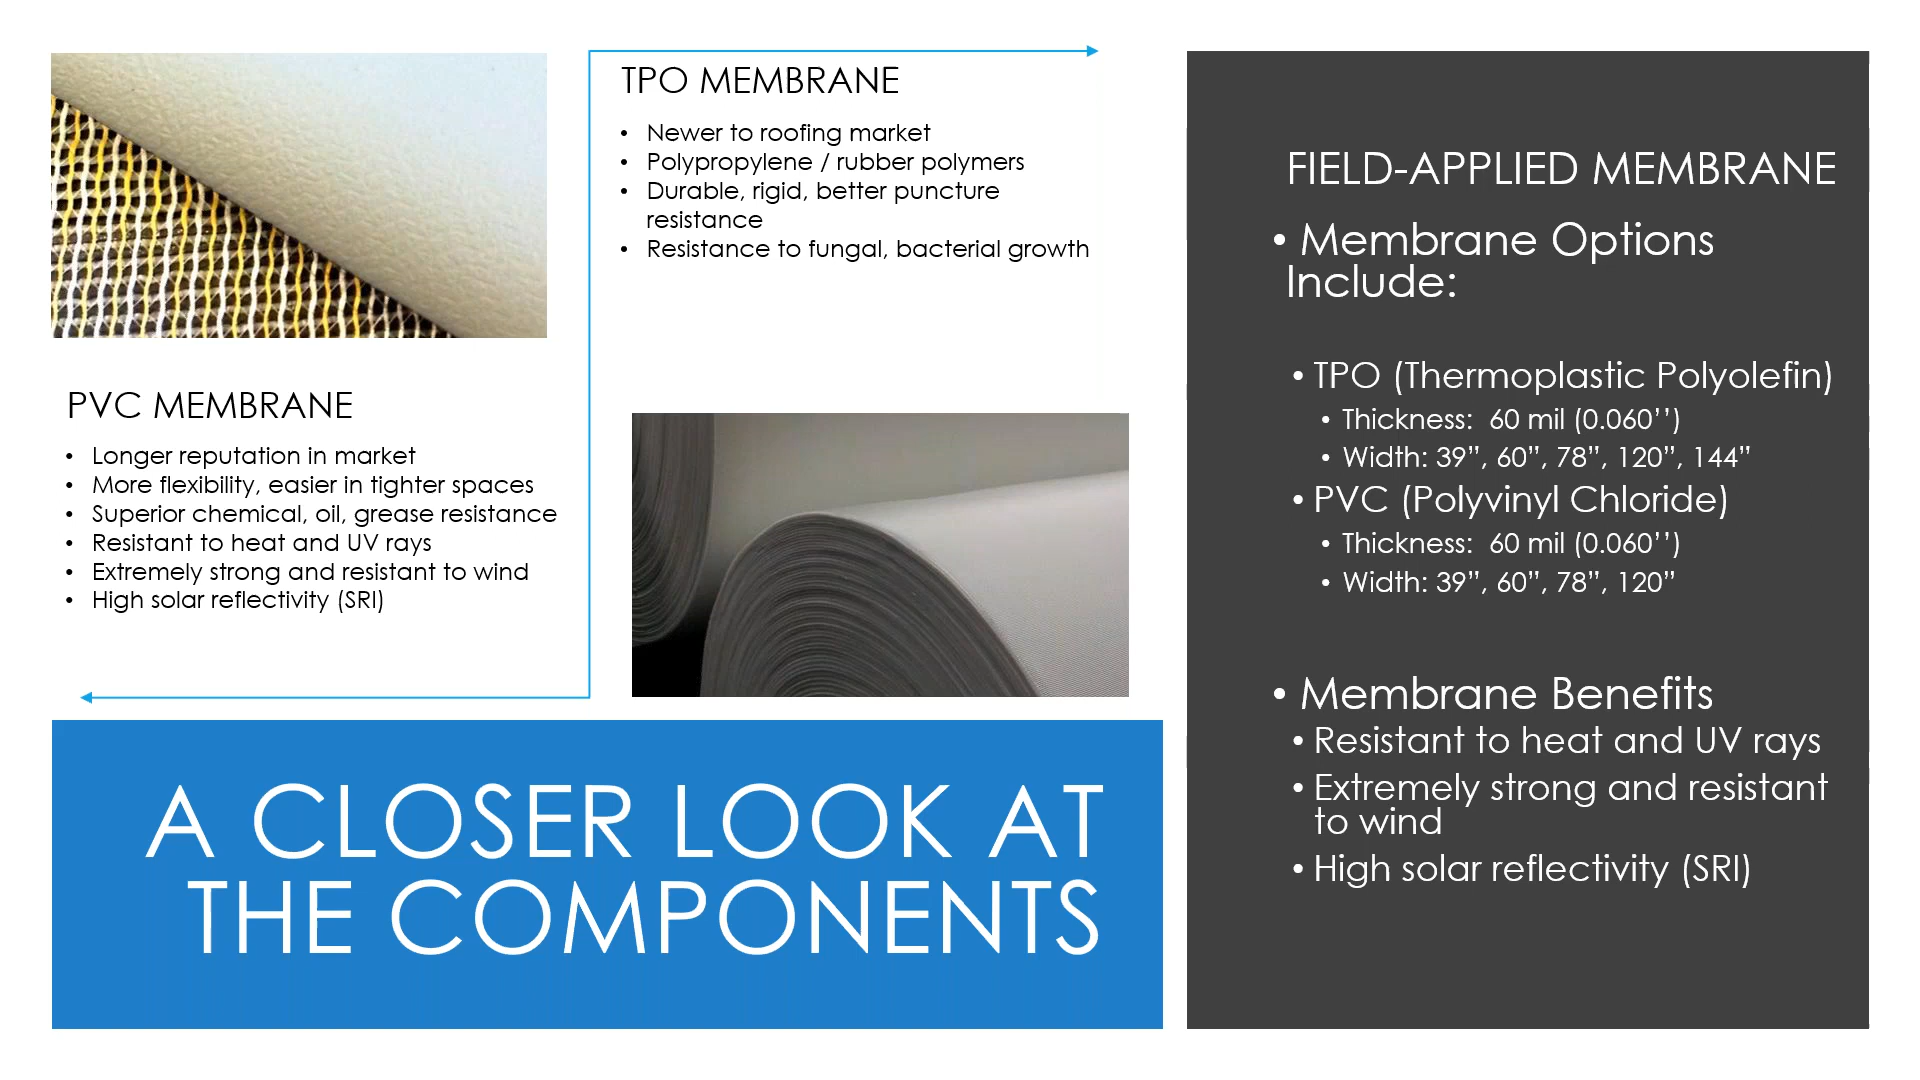 TPO MEMBRANE
• Newer to roofing market
• Polypropylene / rubber polymers
• Durable, rigid, better puncture
resistance
• Resistance to fungal, bacterial growth
PVC MEMBRANE
• Longer reputation in market
• More flexibility, easier in tighter spaces
• Superior chemical, oil, grease resistance
• Resistant to heat and UV rays
• Extremely strong and resistant to wind
• High solar reflectivity (SRI)
A CLOSER LOOK AT
THE COMPONENTS
FIELD-APPLIED MEMBRANE
• Membrane Options
Include:
• TPO (Thermoplastic Polyolefin)
• Thickness:  60 mil (0.060’’)
• Width: 39”, 60”, 78”, 120”, 144”
• PVC (Polyvinyl Chloride)
• Thickness:  60 mil (0.060’’)
• Width: 39”, 60”, 78”, 120”
• Membrane Benefits
• Resistant to heat and UV rays
• Extremely strong and resistant
to wind
• High solar reflectivity (SRI)